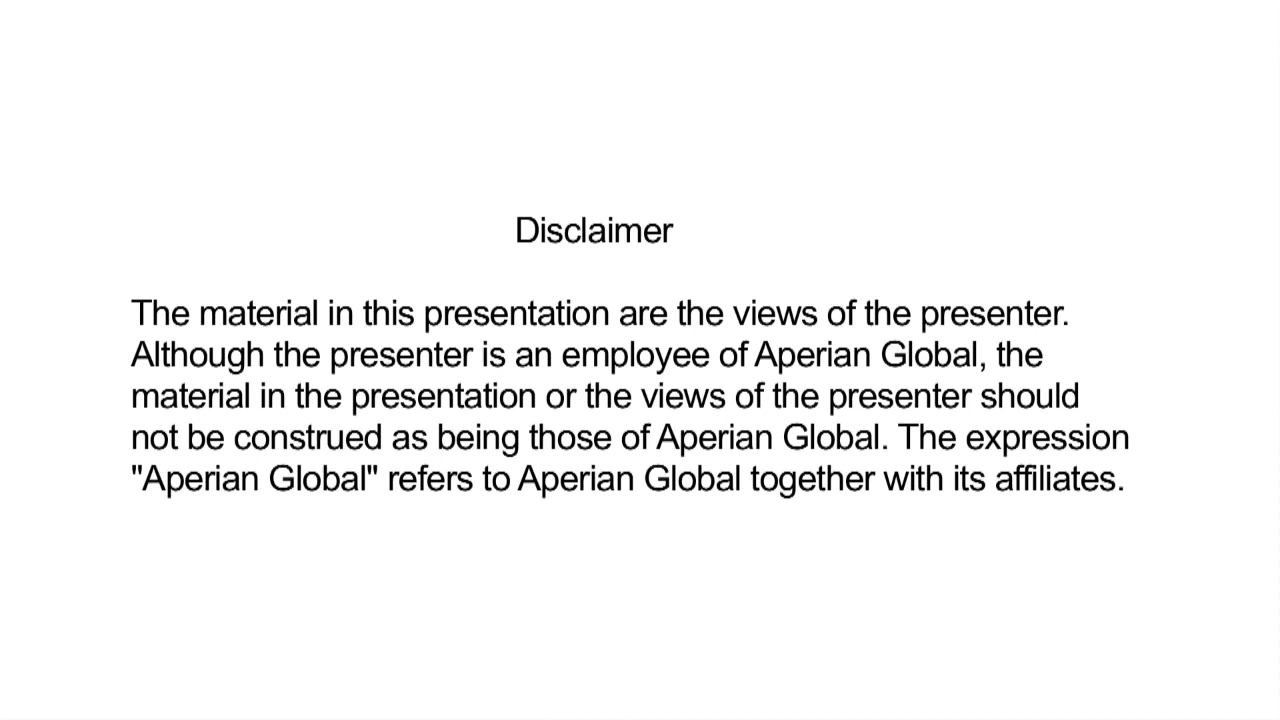 Disclaimer
The material in this presentation are the views of the presenter.
Although the presenter is an employee of Aperian Global, the
material in the presentation or the views of the presenter should
not be construed as being those of Aperian Global. The expression
"Aperian Global" refers to Aperian Global together with its affiliates.